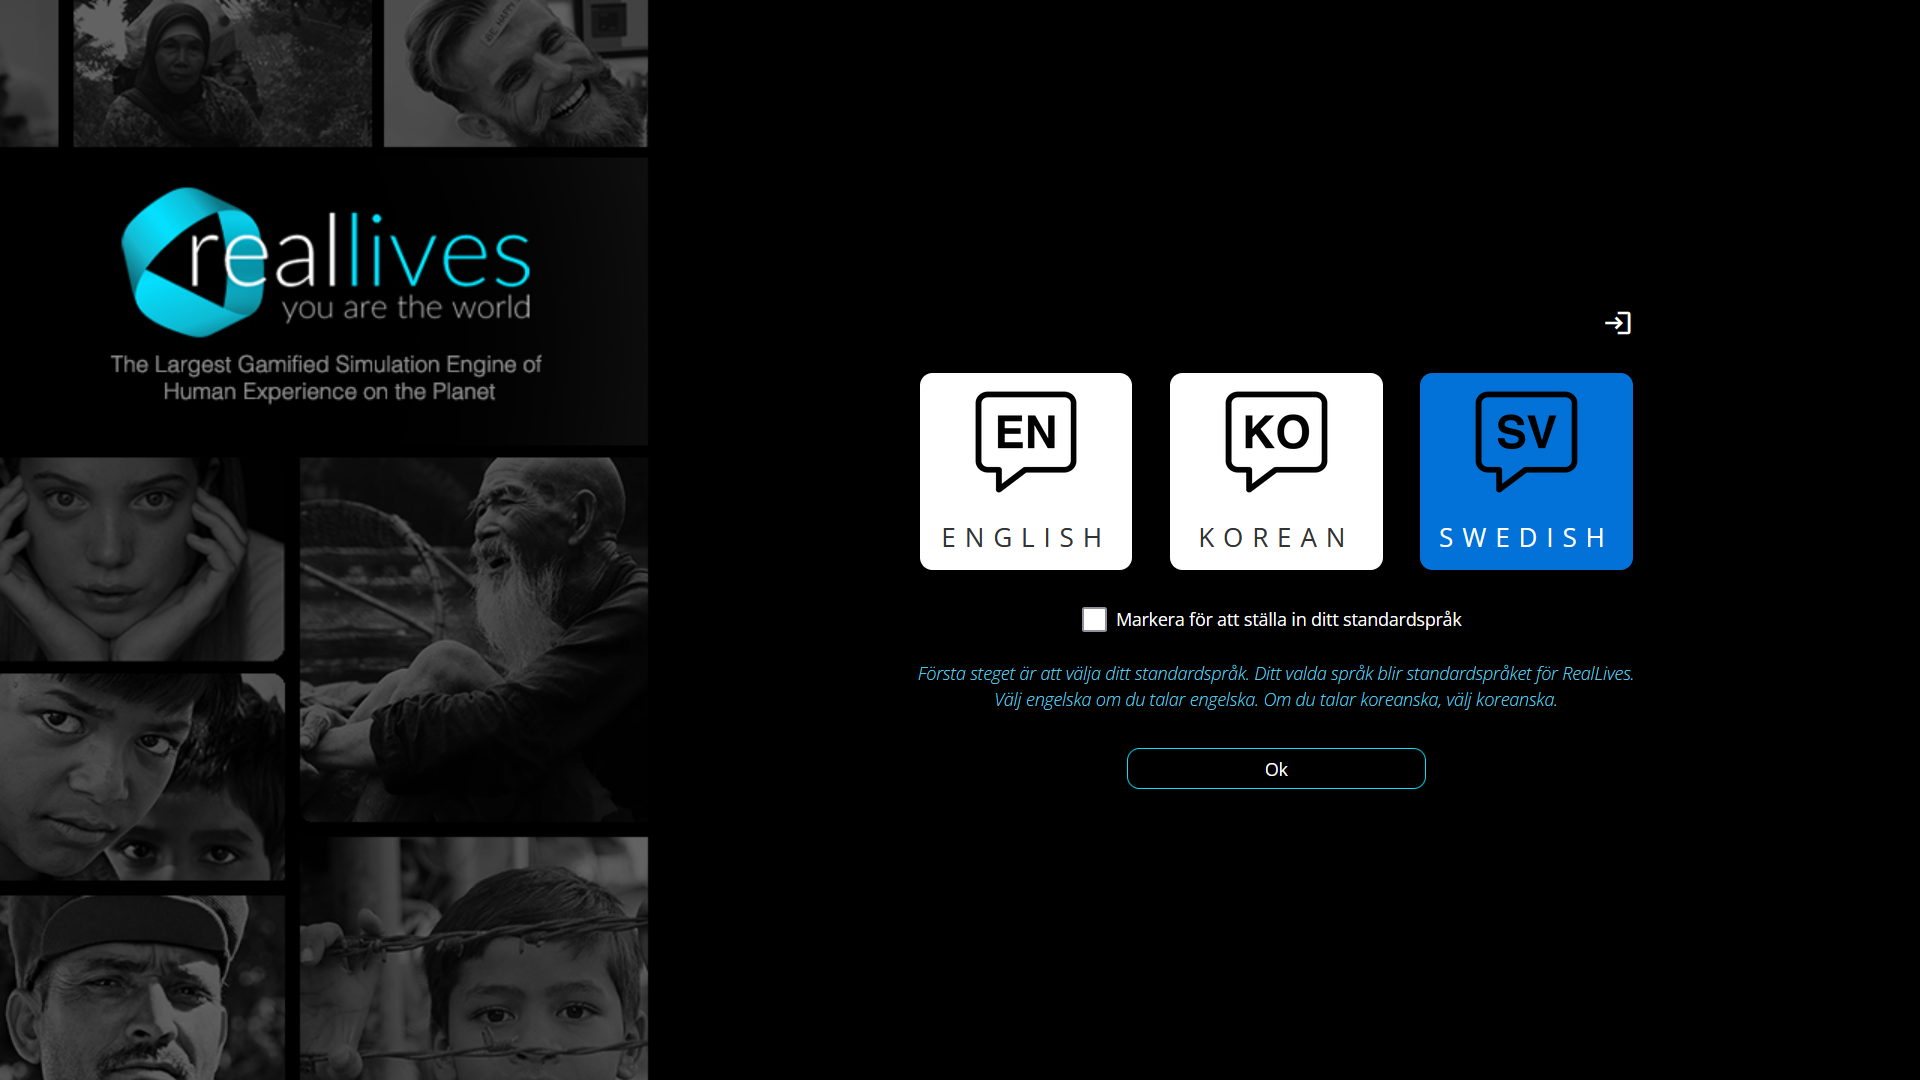 BE HAPPY
reallives
you are the world
The Largest Gamified Simulation Engine of
Human Experience on the Planet
EN
ENGLISH
KO
KOREAN
SV
SWEDISH
Markera för att ställa in ditt standardspråk
Första steget är att välja ditt standardspråk. Ditt valda språk blir standardspråket för RealLives.
Välj engelska om du talar engelska. Om du talar koreanska, välj koreanska.
Ok